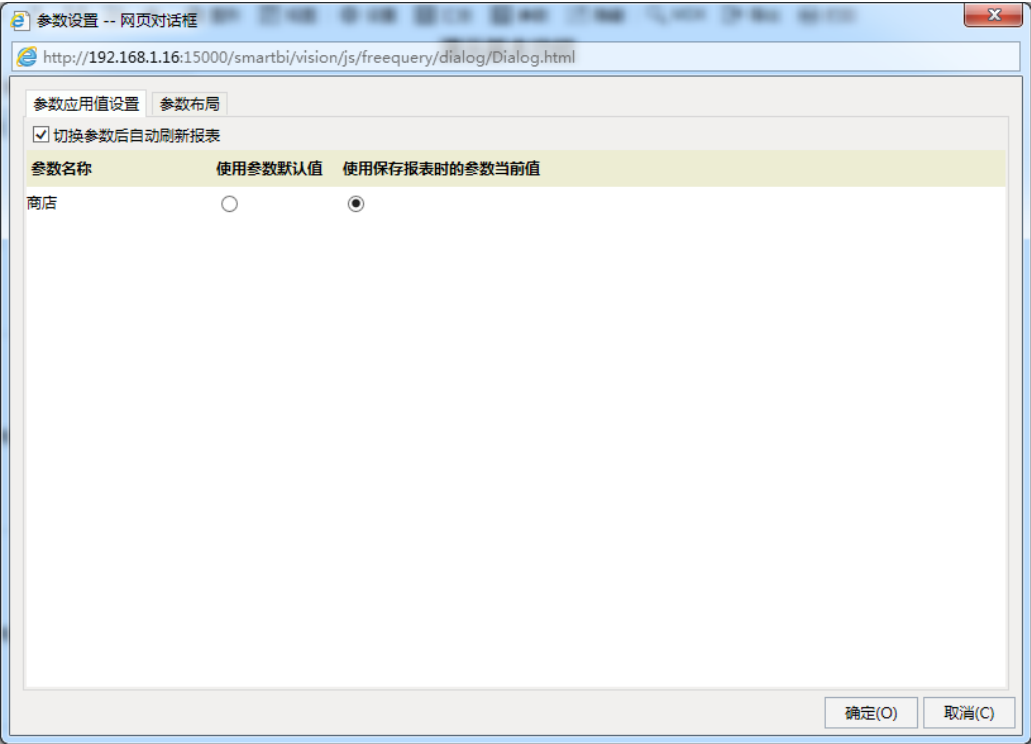 参数设置 -- 网页对话框
http://192.168.1.16:15000/smartbi/vision/js/freequery/dialog/Dialog.html
参数应用值设置 参数布局
切换参数后自动刷新报表
参数名称 使用参数默认值 使用保存报表时的参数当前值
商店
确定(O) 取消(C)